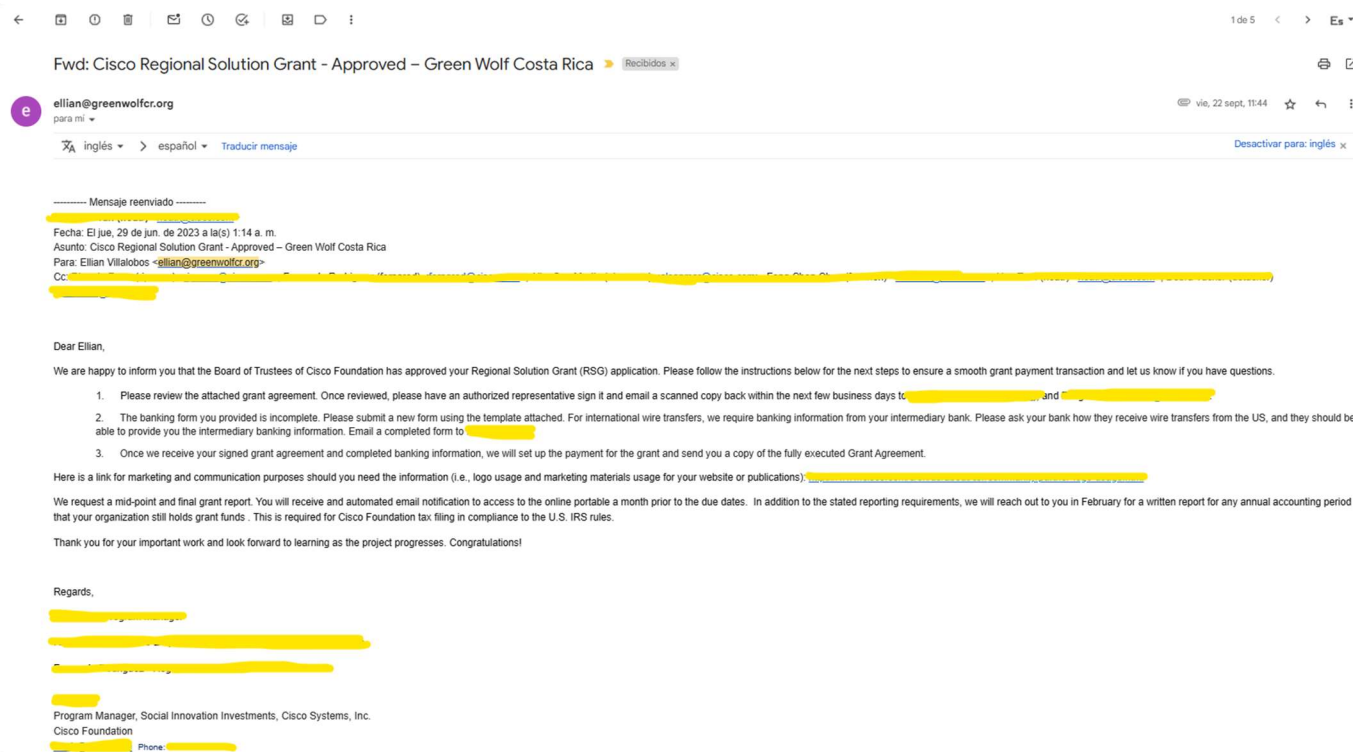 1 de 5
Es
Fwd: Cisco Regional Solution Grant - Approved – Green Wolf Costa Rica
Recibidos x
e
ellian@greenwolfcr.org
vie, 22 sept, 11:44
para mí
inglés > español Traducir mensaje
Desactivar para: inglés x
---------- Mensaje reenviado ---------
Fecha: El jue, 29 de jun. de 2023 a la(s) 1:14 a. m.
Asunto: Cisco Regional Solution Grant - Approved – Green Wolf Costa Rica
Para: Ellian Villalobos <ellian@greenwolfcr.org>
Cc:
Dear Ellian,
We are happy to inform you that the Board of Trustees of Cisco Foundation has approved your Regional Solution Grant (RSG) application. Please follow the instructions below for the next steps to ensure a smooth grant payment transaction and let us know if you have questions.
1. Please review the attached grant agreement. Once reviewed, please have an authorized representative sign it and email a scanned copy back within the next few business days to and
2. The banking form you provided is incomplete. Please submit a new form using the template attached. For international wire transfers, we require banking information from your intermediary bank. Please ask your bank how they receive wire transfers from the US, and they should be
able to provide you the intermediary banking information. Email a completed form to
3. Once we receive your signed grant agreement and completed banking information, we will set up the payment for the grant and send you a copy of the fully executed Grant Agreement.
Here is a link for marketing and communication purposes should you need the information (i.e., logo usage and marketing materials usage for your website or publications):
We request a mid-point and final grant report. You will receive and automated email notification to access to the online portable a month prior to the due dates. In addition to the stated reporting requirements, we will reach out to you in February for a written report for any annual accounting period
that your organization still holds grant funds . This is required for Cisco Foundation tax filing in compliance to the U.S. IRS rules.
Thank you for your important work and look forward to learning as the project progresses. Congratulations!
Regards,
Program Manager, Social Innovation Investments, Cisco Systems, Inc.
Cisco Foundation
Phone: